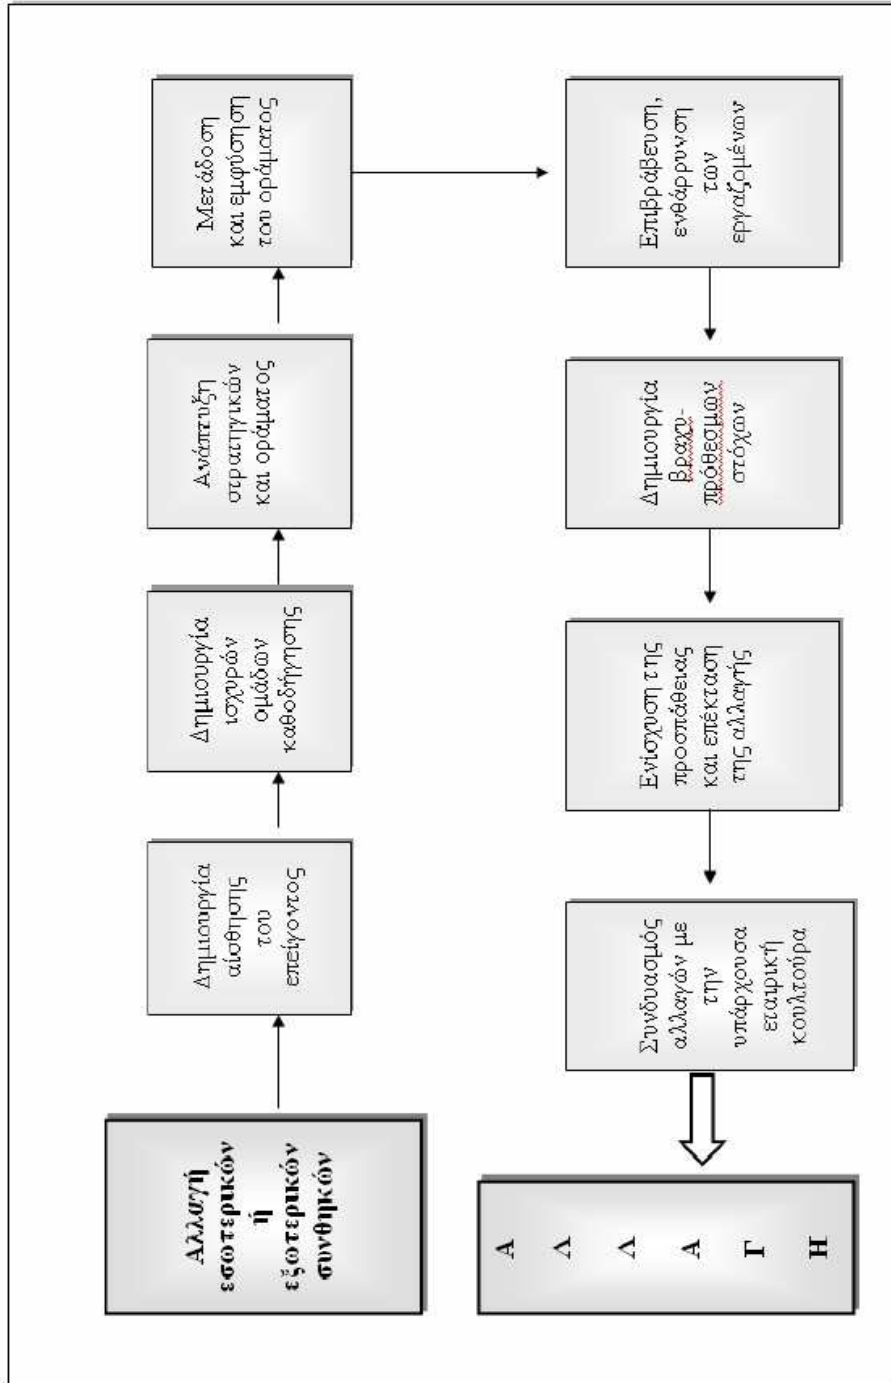 Αλλαγή
εσωτερικών
ή
εξωτερικών
συνθηκών
Δημιουργία
αίσθησης
του
επείγοντος
Δημιουργία
ισχυρών
ομάδων
καθοδήγησης
Ανάπτυξη
στρατηγικών
και οράματος
Μετάδοση
και εμφύσηση
του οράματος
Επιβράβευση,
ενθάρρυνση
των
εργαζομένων
Δημιουργία
βραχυ-
πρόθεσμων
στόχων
Ενίσχυση της
προσπάθειας
και επέκταση
της αλλαγής
Συνδυασμός
αλλαγών με
την
υπάρχουσα
εταιρική
κουλτούρα
Α
Λ
Λ
Α
Γ
Η